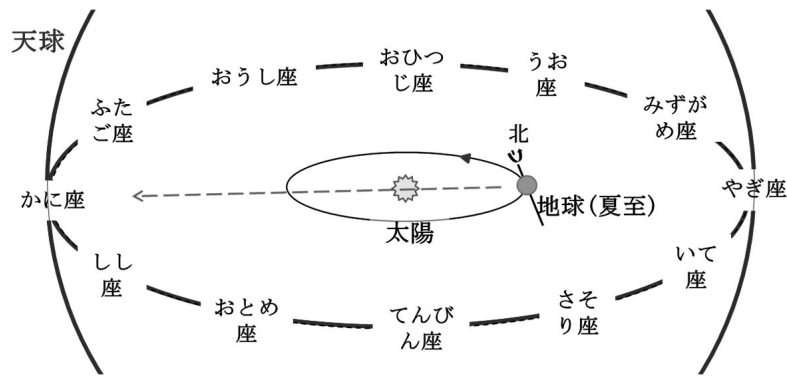 天球
おうし座
おひつ
じ座
うお
座
ふた
ご座
みずが
め座
北
かに座
やぎ座
地球(夏至)
太陽
しし
座
いて
座
おとめ
座
てんび
ん座
さそ
り座